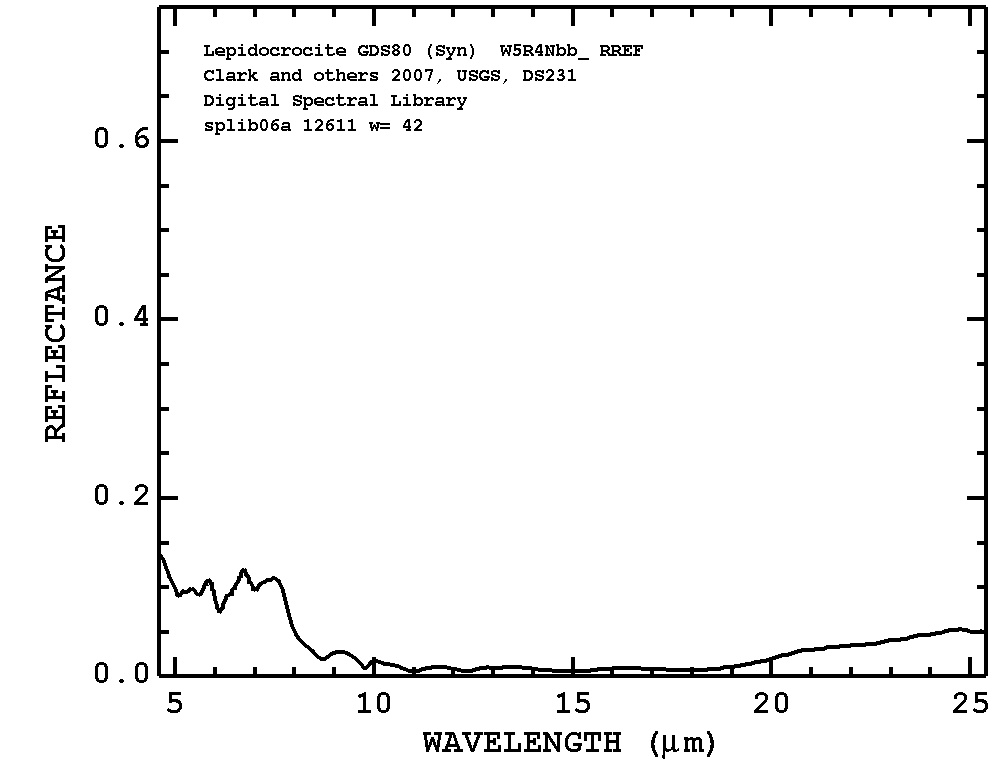 Lepidocrocite GDS80 (Syn)  W5R4Nbb_ RREF
Clark and others 2007, USGS, DS231
Digital Spectral Library
splib06a 12611 w= 42
REFLECTANCE
0.6
0.4
0.2
0.0
5 10 15 20 25
WAVELENGTH (μm)